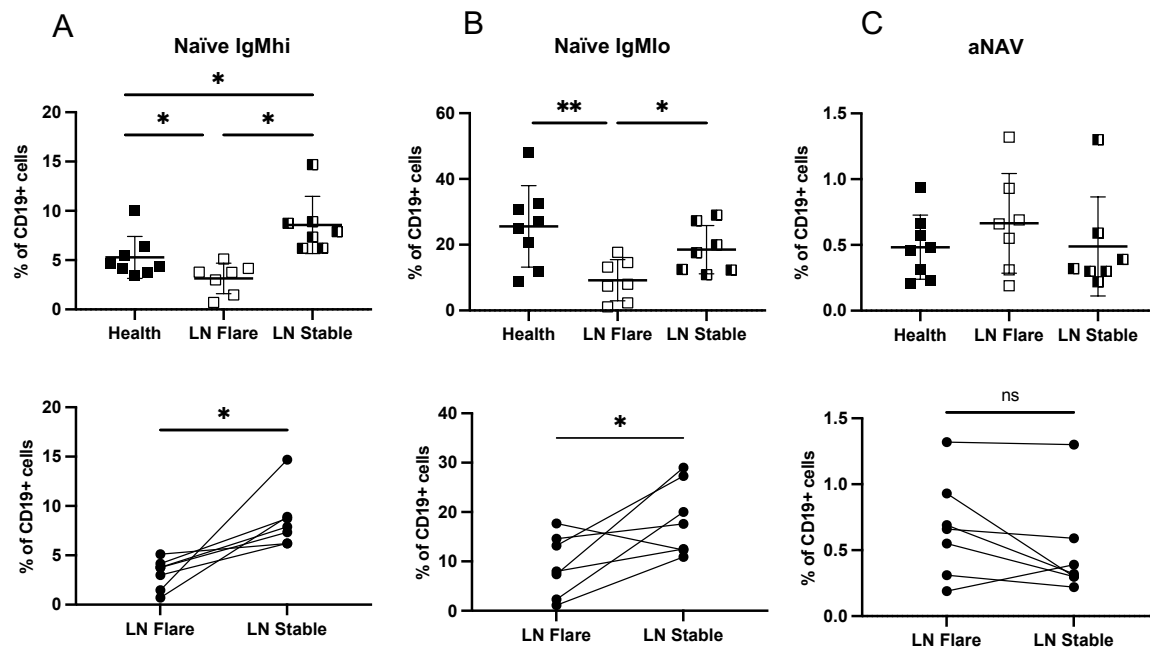 A
Naïve IgMhi
% of CD19+ cells
20
15
10
5
0
*
*
*
Health
LN Flare
LN Stable
B
Naïve IgMlo
% of CD19+ cells
60
40
20
0
**
*
Health
LN Flare
LN Stable
C
aNAV
% of CD19+ cells
1.5
1.0
0.5
0.0
Health
LN Flare
LN Stable
% of CD19+ cells
20
15
10
5
0
*
LN Flare
LN Stable
% of CD19+ cells
40
30
20
10
0
*
LN Flare
LN Stable
% of CD19+ cells
1.5
1.0
0.5
0.0
ns
LN Flare
LN Stable